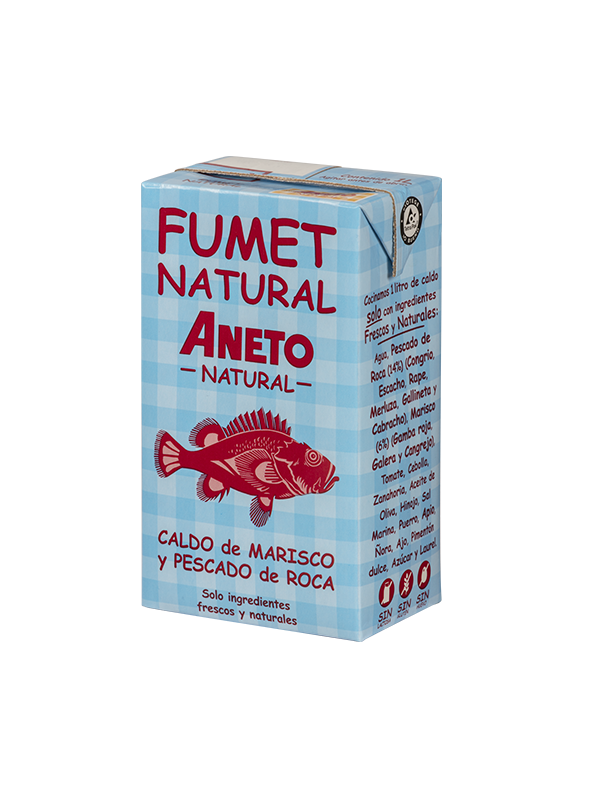 FUMET
NATURAL
ANETO
– NATURAL –
CALDO de MARISCO
y PESCADO de ROCA
Solo ingredientes
frescos y naturales
Contenido 1L
Cocinamos 1 litro de caldo
solo con ingredientes
Frescos y Naturales:
Agua, Pescado de
Roca (14%) (Congrio,
Escacho, Rape,
Merluza, Gallineta y
Cabracho), Marisco
(6%) (Gamba roja,
Galera y Cangrejo),
Tomate, Cebolla,
Zanahoria, Aceite de
Oliva, Hinojo, Sal
Marina, Puerro, Apio,
Ñora, Ajo, Pimentón
dulce, Azúcar y Laurel.
SIN SIN SIN